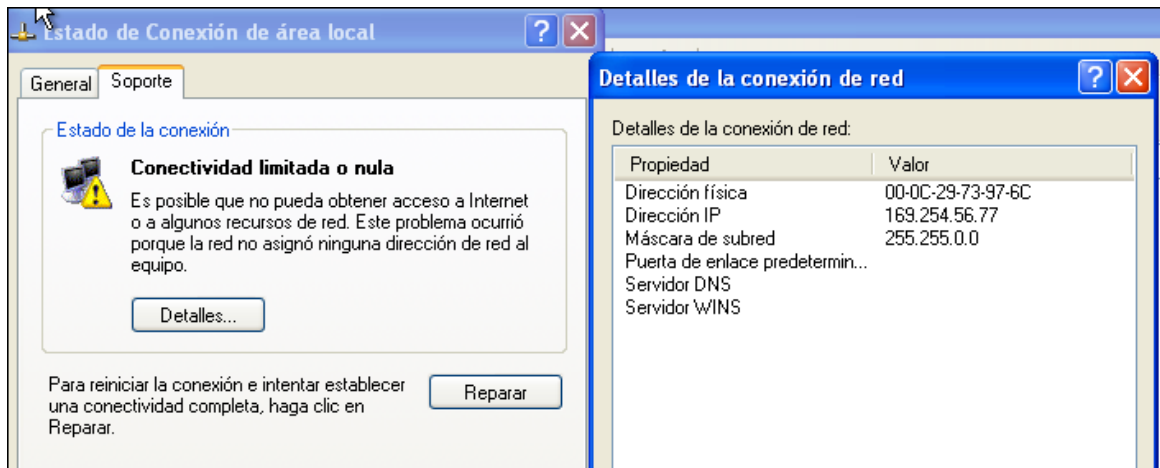 Estado de Conexión de área local
General Soporte
Estado de la conexión
Conectividad limitada o nula
Es posible que no pueda obtener acceso a Internet
o a algunos recursos de red. Este problema ocurrió
porque la red no asignó ninguna dirección de red al
equipo.
Detalles...
Para reiniciar la conexión e intentar establecer
una conectividad completa, haga clic en
Reparar.
Reparar
Detalles de la conexión de red
Detalles de la conexión de red:
Propiedad Valor
Dirección física 00-0C-29-73-97-6C
Dirección IP 169.254.56.77
Máscara de subred 255.255.0.0
Puerta de enlace predetermin...
Servidor DNS
Servidor WINS